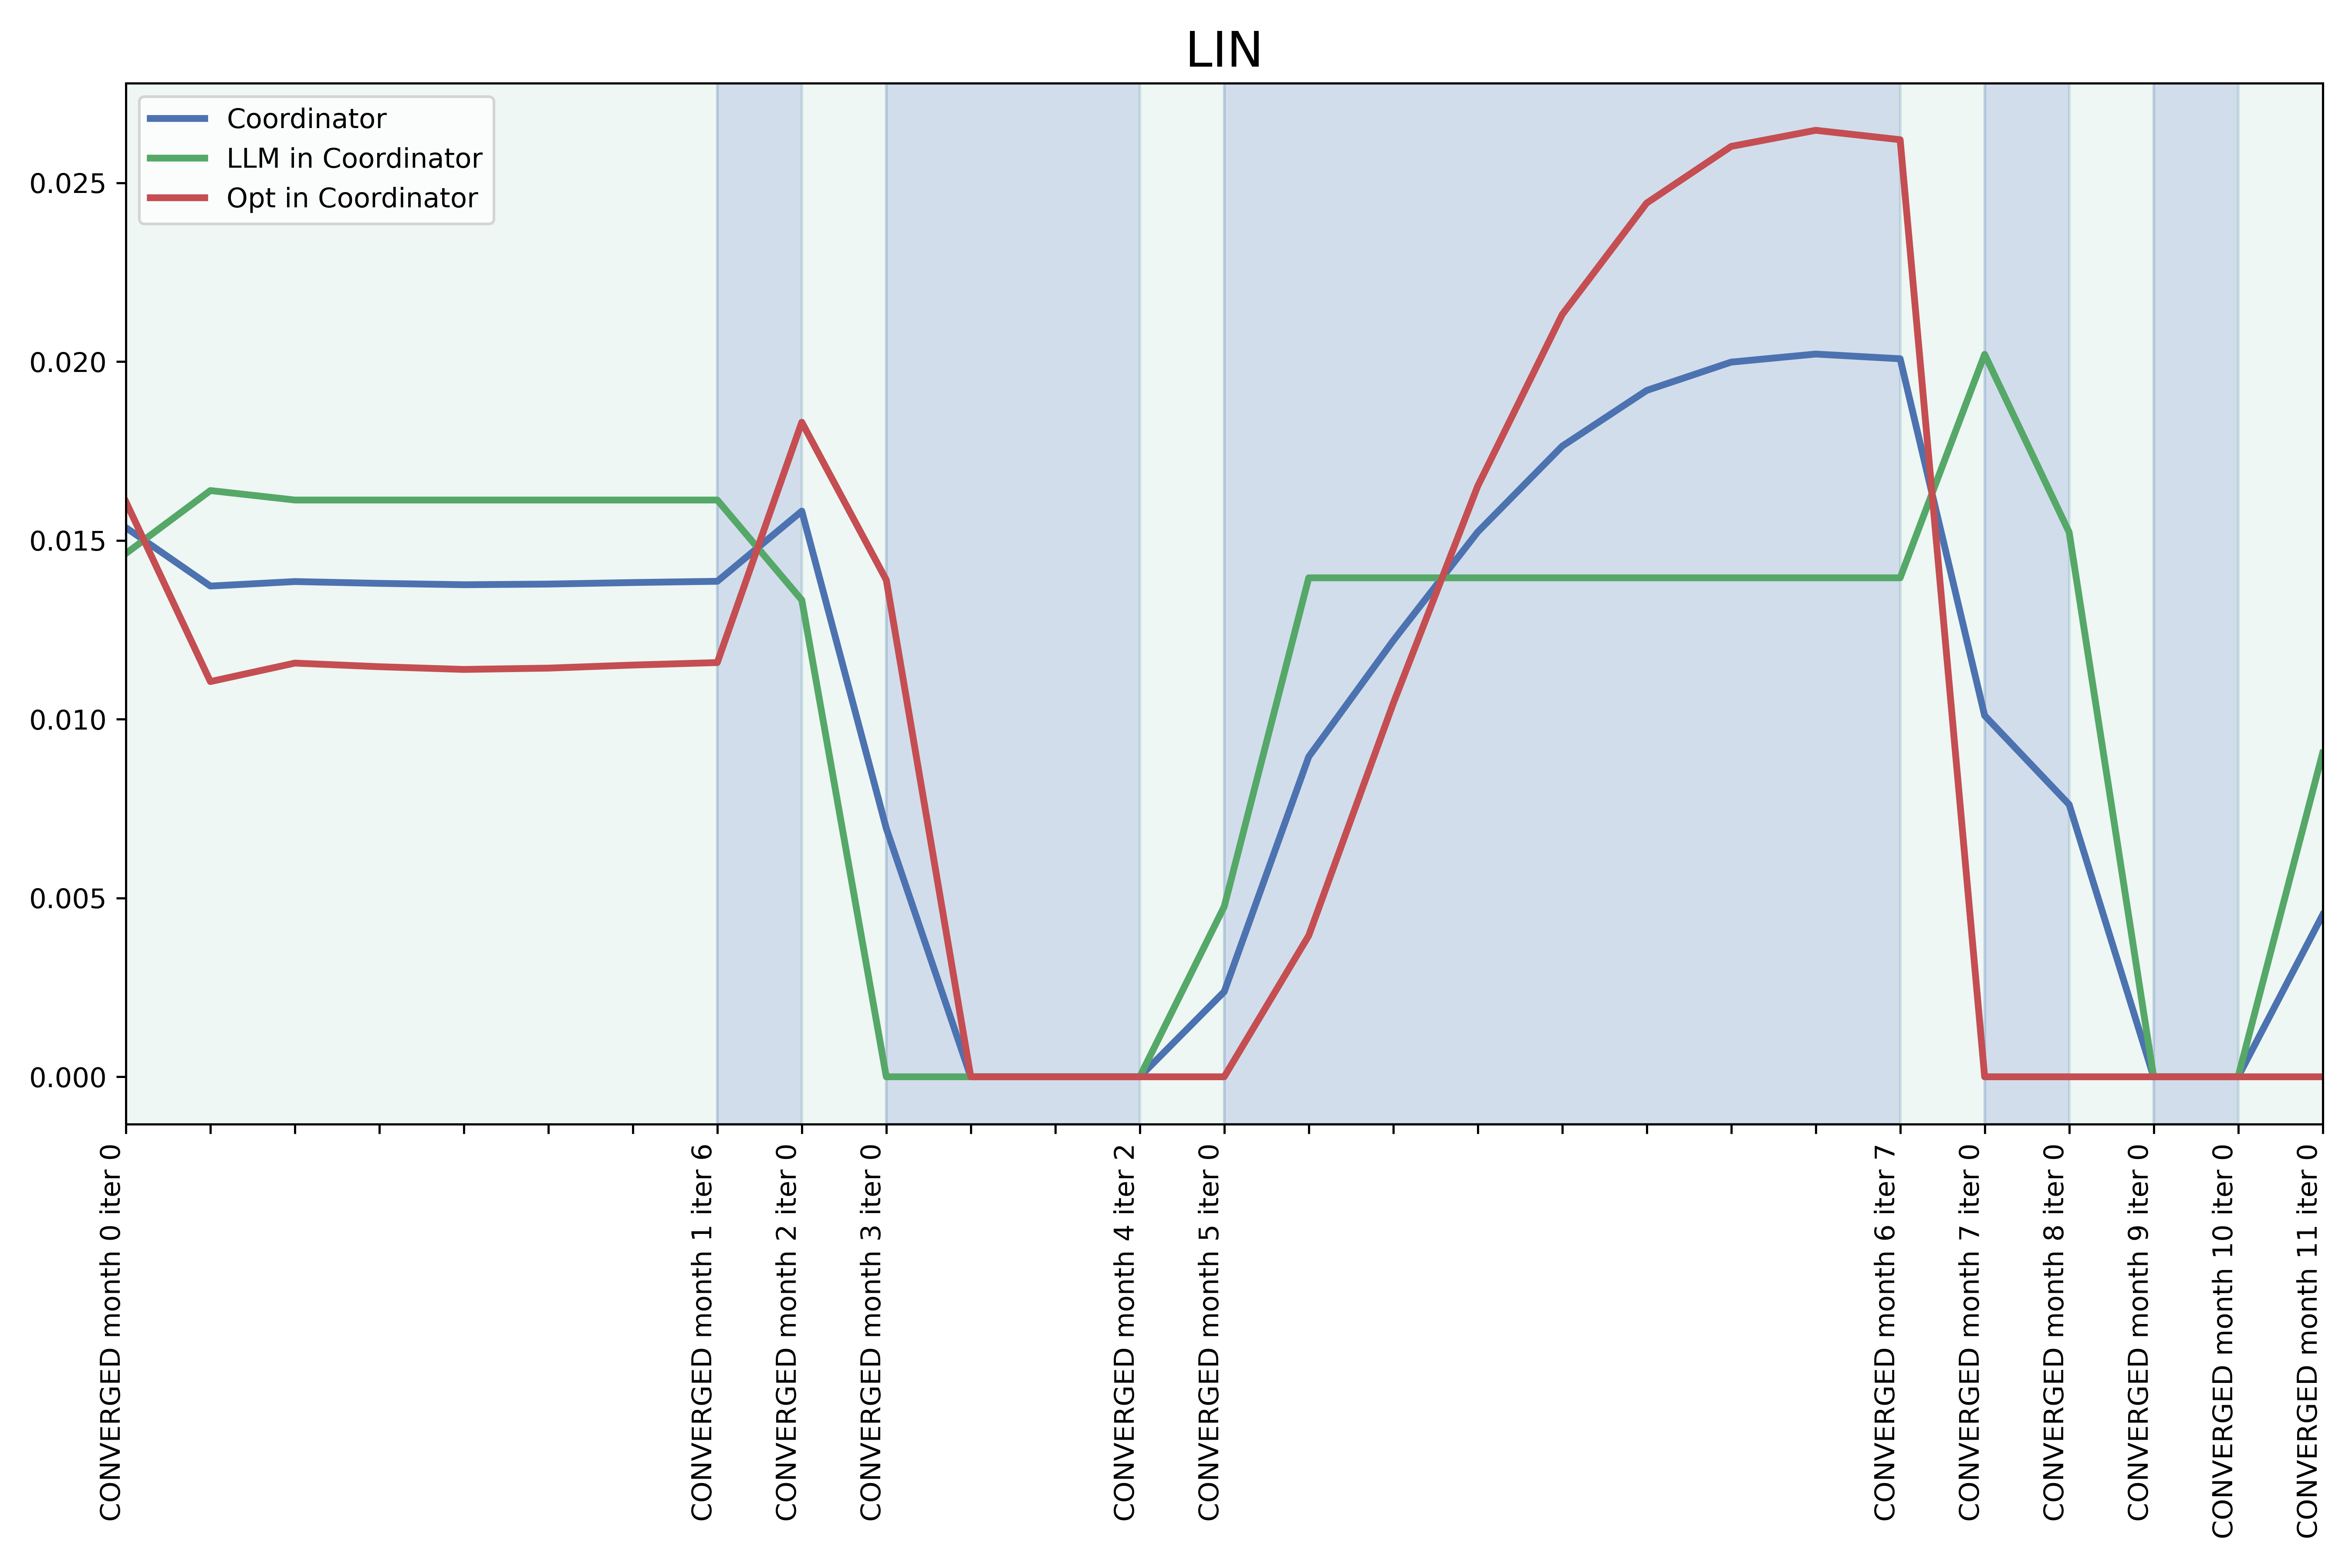 LIN
Coordinator
LLM in Coordinator
Opt in Coordinator
0.025
0.020
0.015
0.010
0.005
0.000
CONVERGED month 0 iter 0
CONVERGED month 1 iter 6
CONVERGED month 2 iter 0
CONVERGED month 3 iter 0
CONVERGED month 4 iter 2
CONVERGED month 5 iter 0
CONVERGED month 6 iter 7
CONVERGED month 7 iter 0
CONVERGED month 8 iter 0
CONVERGED month 9 iter 0
CONVERGED month 10 iter 0
CONVERGED month 11 iter 0